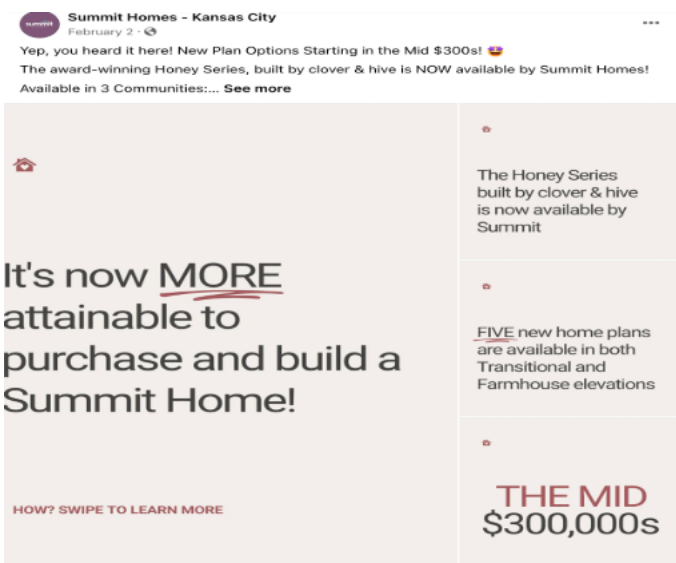 SUMMIT
Summit Homes - Kansas City
February 2 ·
Yep, you heard it here! New Plan Options Starting in the Mid $300s! 🤩
The award-winning Honey Series, built by clover & hive is NOW available by Summit Homes!
Available in 3 Communities:... See more
It's now MORE
attainable to
purchase and build a
Summit Home!
HOW? SWIPE TO LEARN MORE
The Honey Series
built by clover & hive
is now available by
Summit
FIVE new home plans
are available in both
Transitional and
Farmhouse elevations
THE MID
$300,000s